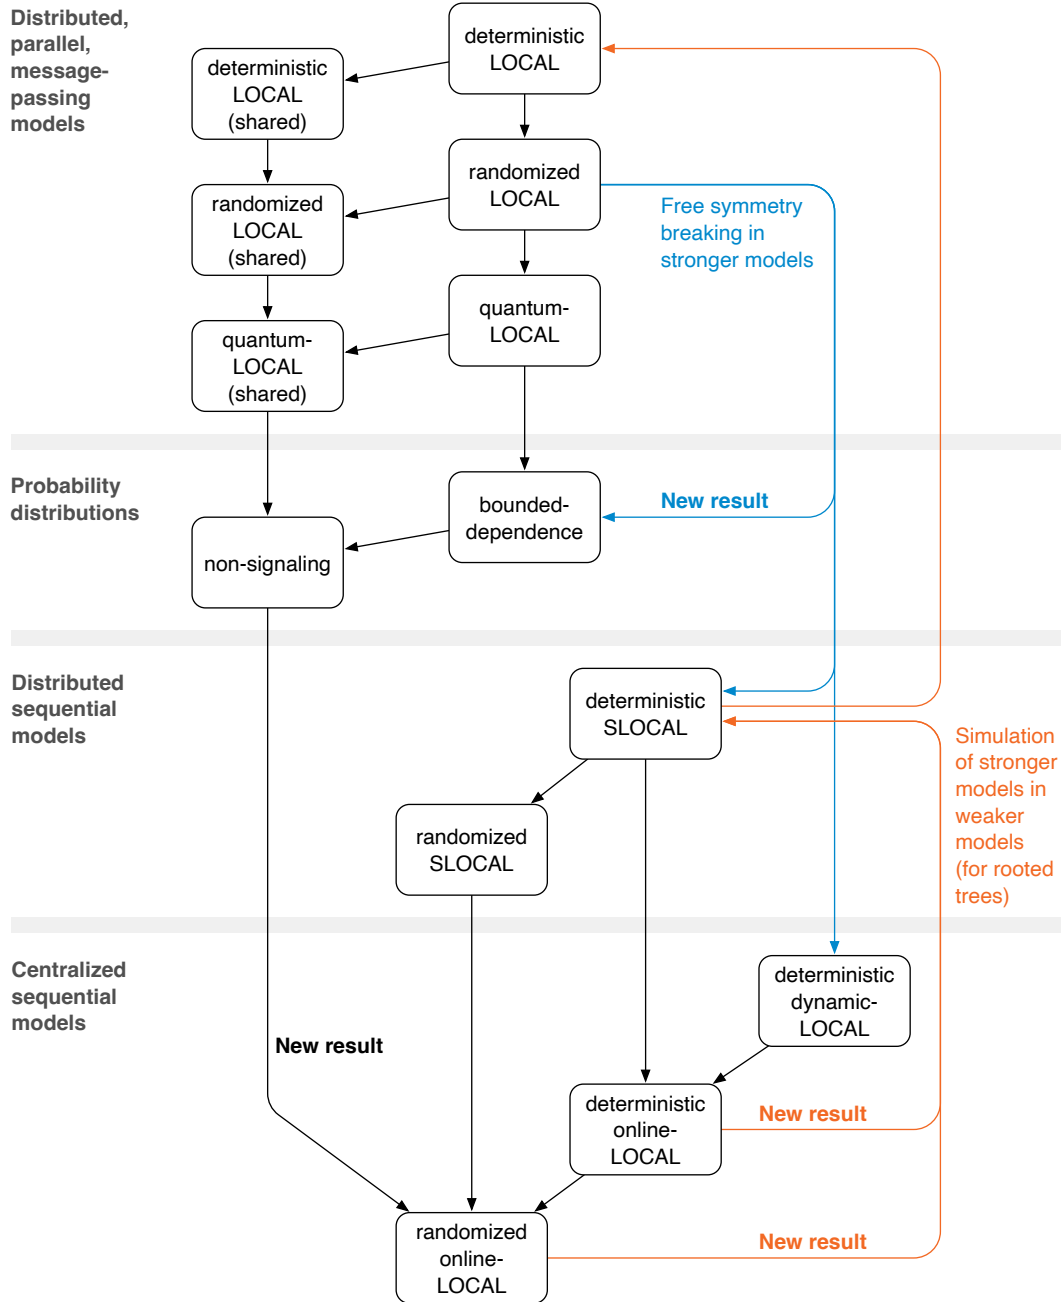 Distributed,
parallel,
message-
passing
models
deterministic
LOCAL
deterministic
LOCAL
(shared)
randomized
LOCAL
randomized
LOCAL
(shared)
Free symmetry
breaking in
stronger models
quantum-
LOCAL
quantum-
LOCAL
(shared)
Probability
distributions
bounded-
dependence
New result
non-signaling
Distributed
sequential
models
deterministic
SLOCAL
Simulation
of stronger
models in
weaker
models
(for rooted
trees)
randomized
SLOCAL
Centralized
sequential
models
deterministic
dynamic-
LOCAL
New result
deterministic
online-
LOCAL
New result
randomized
online-
LOCAL
New result